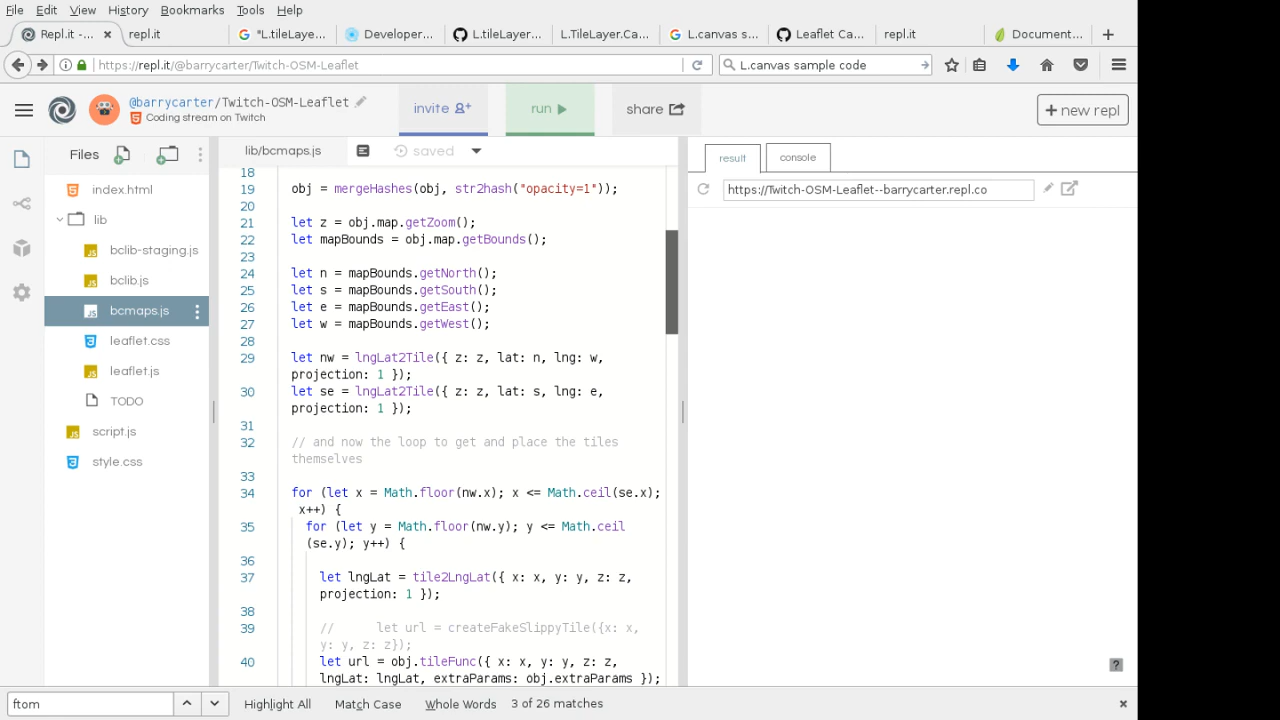 File Edit View History Bookmarks Tools Help
Repl.it -... × repl.it "L.tileLaye... Developer... L.tileLayer... L.TileLayer.Ca... L.canvas s... Leaflet Ca... repl.it Document... +
https://repl.it/@barrycarter/Twitch-OSM-Leaflet L.canvas sample code
@barrycarter/Twitch-OSM-Leaflet
Coding stream on Twitch
invite run share + new repl
Files
index.html
lib
bclib-staging.js
bclib.js
bcmaps.js
leaflet.css
leaflet.js
TODO
script.js
style.css
lib/bcmaps.js saved
18
19 obj = mergeHashes(obj, str2hash("opacity=1"));
20
21 let z = obj.map.getZoom();
22 let mapBounds = obj.map.getBounds();
23
24 let n = mapBounds.getNorth();
25 let s = mapBounds.getSouth();
26 let e = mapBounds.getEast();
27 let w = mapBounds.getWest();
28
29 let nw = lngLat2Tile({ z: z, lat: n, lng: w,
projection: 1 });
30 let se = lngLat2Tile({ z: z, lat: s, lng: e,
projection: 1 });
31
32 // and now the loop to get and place the tiles
themselves
33
34 for (let x = Math.floor(nw.x); x <= Math.ceil(se.x);
x++) {
35 for (let y = Math.floor(nw.y); y <= Math.ceil
(se.y); y++) {
36
37 let lngLat = tile2LngLat({ x: x, y: y, z: z,
projection: 1 });
38
39 // let url = createFakeSlippyTile({x: x,
y: y, z: z});
40 let url = obj.tileFunc({ x: x, y: y, z: z,
lngLat: lngLat, extraParams: obj.extraParams });
result console
https://Twitch-OSM-Leaflet--barrycarter.repl.co
?
ftom Highlight All Match Case Whole Words 3 of 26 matches ×